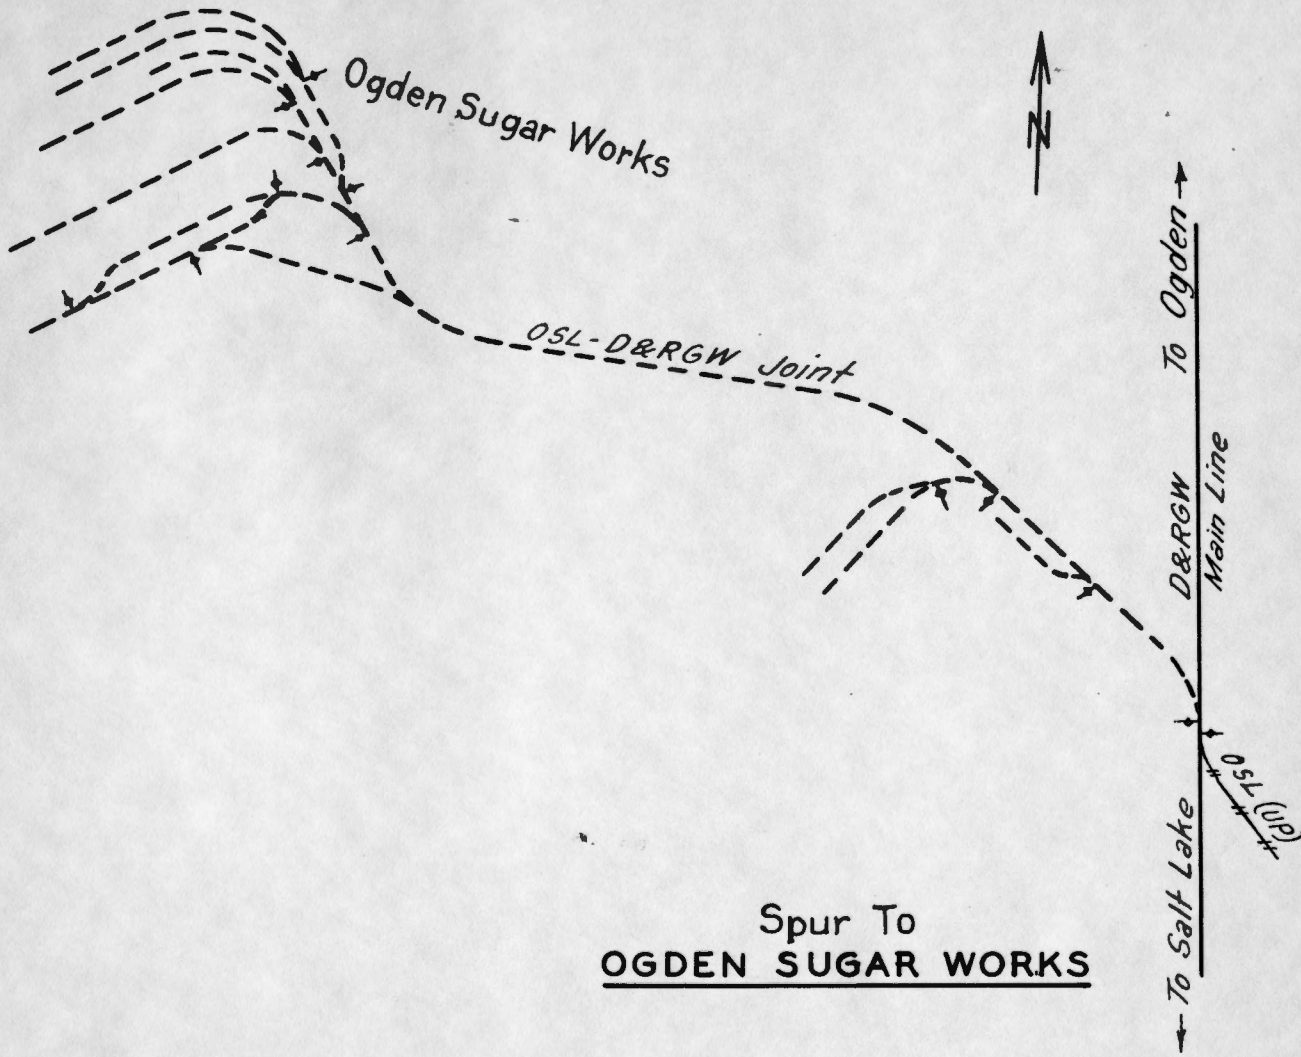 Ogden Sugar Works
N
To Ogden
OSL-D&RGW Joint
D&RGW
Main Line
OSL (UP)
To Salt Lake
Spur To
OGDEN SUGAR WORKS